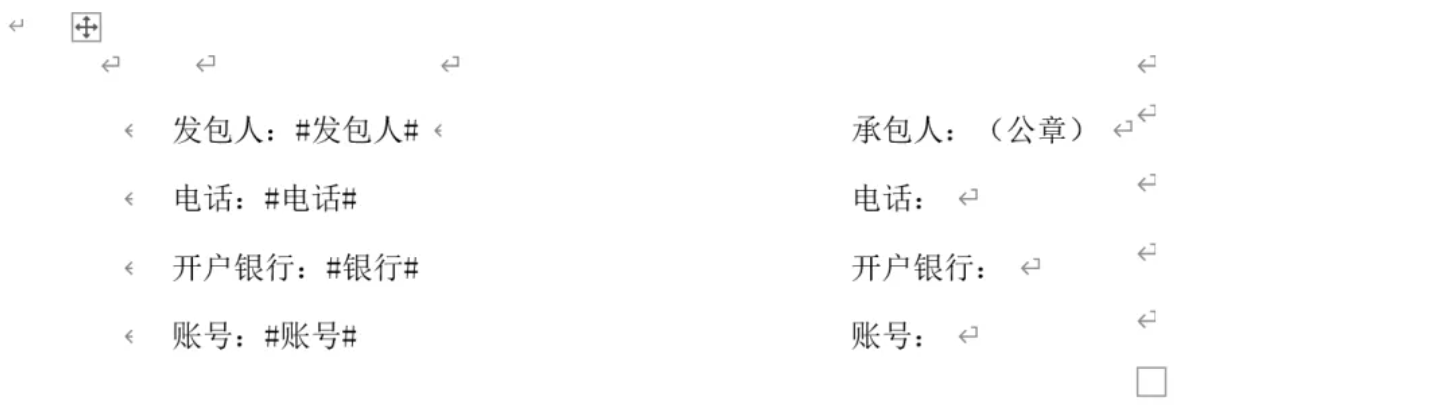 发包人：#发包人# 承包人：（公章）
电话：#电话# 电话：
开户银行：#银行# 开户银行：
账号：#账号# 账号：